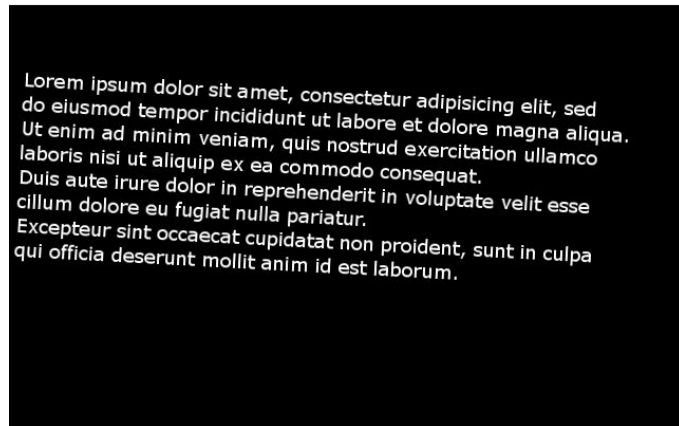 Lorem ipsum dolor sit amet, consectetur adipisicing elit, sed
do eiusmod tempor incididunt ut labore et dolore magna aliqua.
Ut enim ad minim veniam, quis nostrud exercitation ullamco
laboris nisi ut aliquip ex ea commodo consequat.
Duis aute irure dolor in reprehenderit in voluptate velit esse
cillum dolore eu fugiat nulla pariatur.
Excepteur sint occaecat cupidatat non proident, sunt in culpa
qui officia deserunt mollit anim id est laborum.